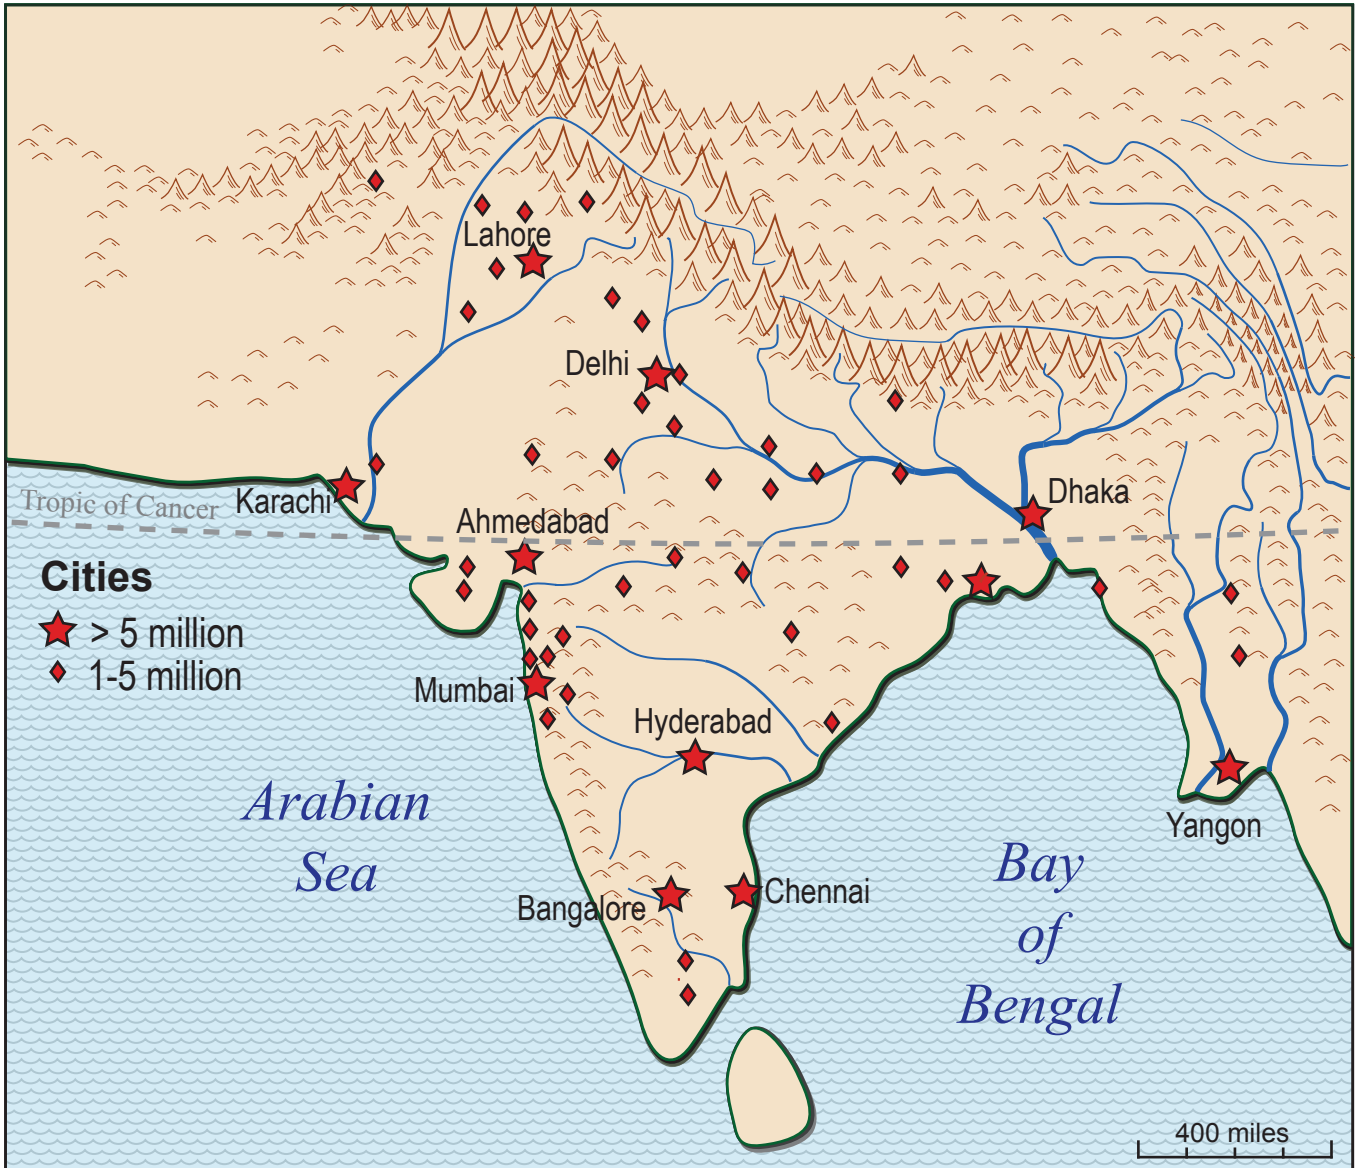 Lahore
Delhi
Karachi
Dhaka
Tropic of Cancer
Ahmedabad
Cities
> 5 million
1-5 million
Mumbai
Hyderabad
Arabian
Sea
Yangon
Bay
of
Bengal
Bangalore
Chennai
400 miles